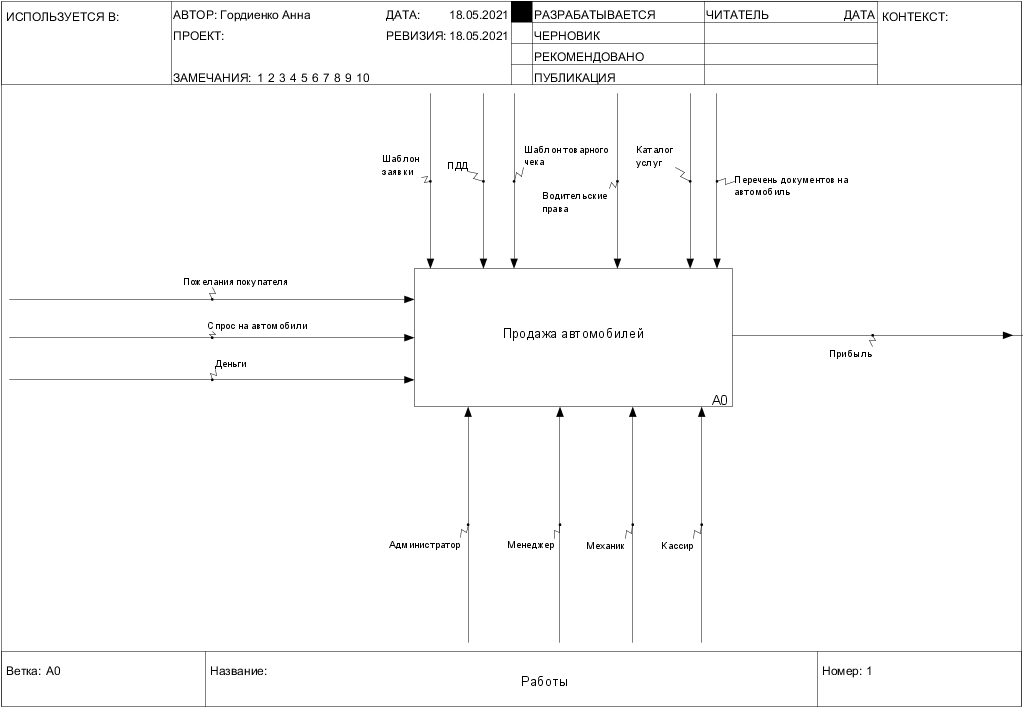 ИСПОЛЬЗУЕТСЯ В:
АВТОР: Гордиенко Анна
ДАТА: 18.05.2021
ПРОЕКТ:
РЕВИЗИЯ: 18.05.2021
ЗАМЕЧАНИЯ: 1 2 3 4 5 6 7 8 9 10
РАЗРАБАТЫВАЕТСЯ
ЧЕРНОВИК
РЕКОМЕНДОВАНО
ПУБЛИКАЦИЯ
ЧИТАТЕЛЬ ДАТА
КОНТЕКСТ:
Шаблон
заявки
ПДД
Шаблон товарного
чека
Водительские
права
Каталог
услуг
Перечень документов на
автомобиль
Пожелания покупателя
Спрос на автомобили
Деньги
Продажа автомобилей
A0
Прибыль
Администратор
Менеджер
Механик
Кассир
Ветка: A0
Название:
Работы
Номер: 1